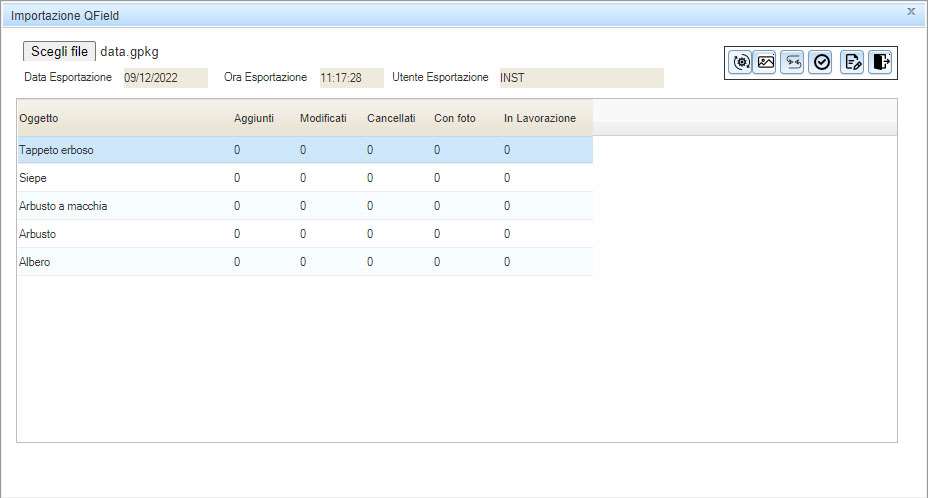 Importazione QField
x
Scegli file data.gpkg
Data Esportazione 09/12/2022 Ora Esportazione 11:17:28 Utente Esportazione INST
Oggetto Aggiunti Modificati Cancellati Con foto In Lavorazione
Tappeto erboso 0 0 0 0 0
Siepe 0 0 0 0 0
Arbusto a macchia 0 0 0 0 0
Arbusto 0 0 0 0 0
Albero 0 0 0 0 0